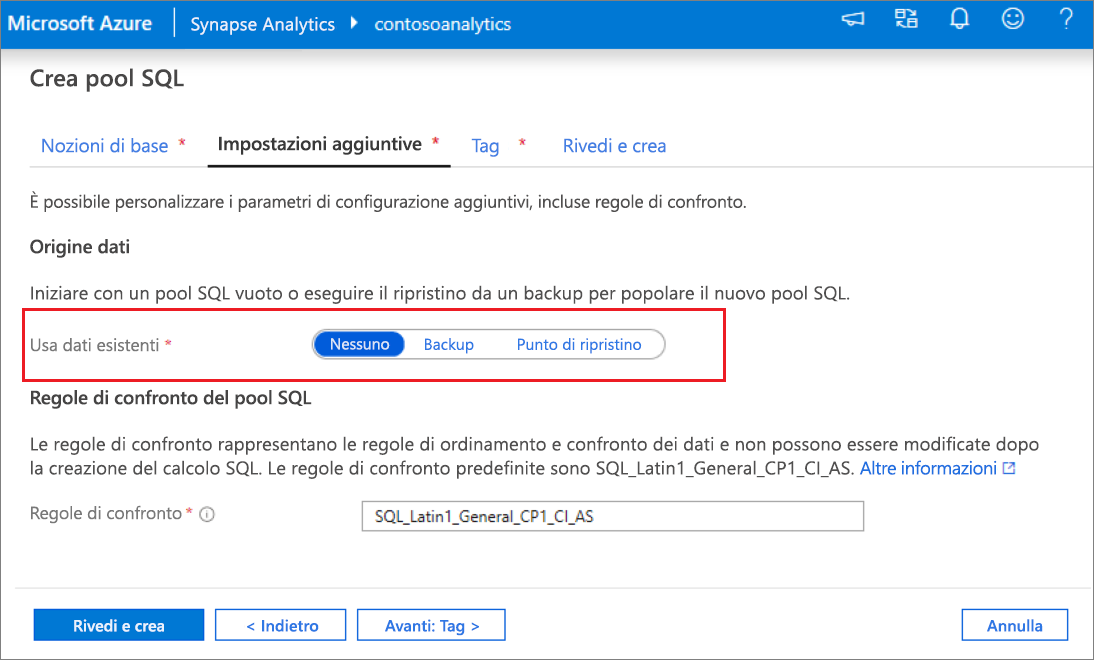 Microsoft Azure Synapse Analytics contosoanalytics ?
Crea pool SQL
Nozioni di base * Impostazioni aggiuntive * Tag * Rivedi e crea
È possibile personalizzare i parametri di configurazione aggiuntivi, incluse regole di confronto.
Origine dati
Iniziare con un pool SQL vuoto o eseguire il ripristino da un backup per popolare il nuovo pool SQL.
Usa dati esistenti * Nessuno Backup Punto di ripristino
Regole di confronto del pool SQL
Le regole di confronto rappresentano le regole di ordinamento e confronto dei dati e non possono essere modificate dopo
la creazione del calcolo SQL. Le regole di confronto predefinite sono SQL_Latin1_General_CP1_CI_AS. Altre informazioni
Regole di confronto * SQL_Latin1_General_CP1_CI_AS
Rivedi e crea < Indietro Avanti: Tag > Annulla